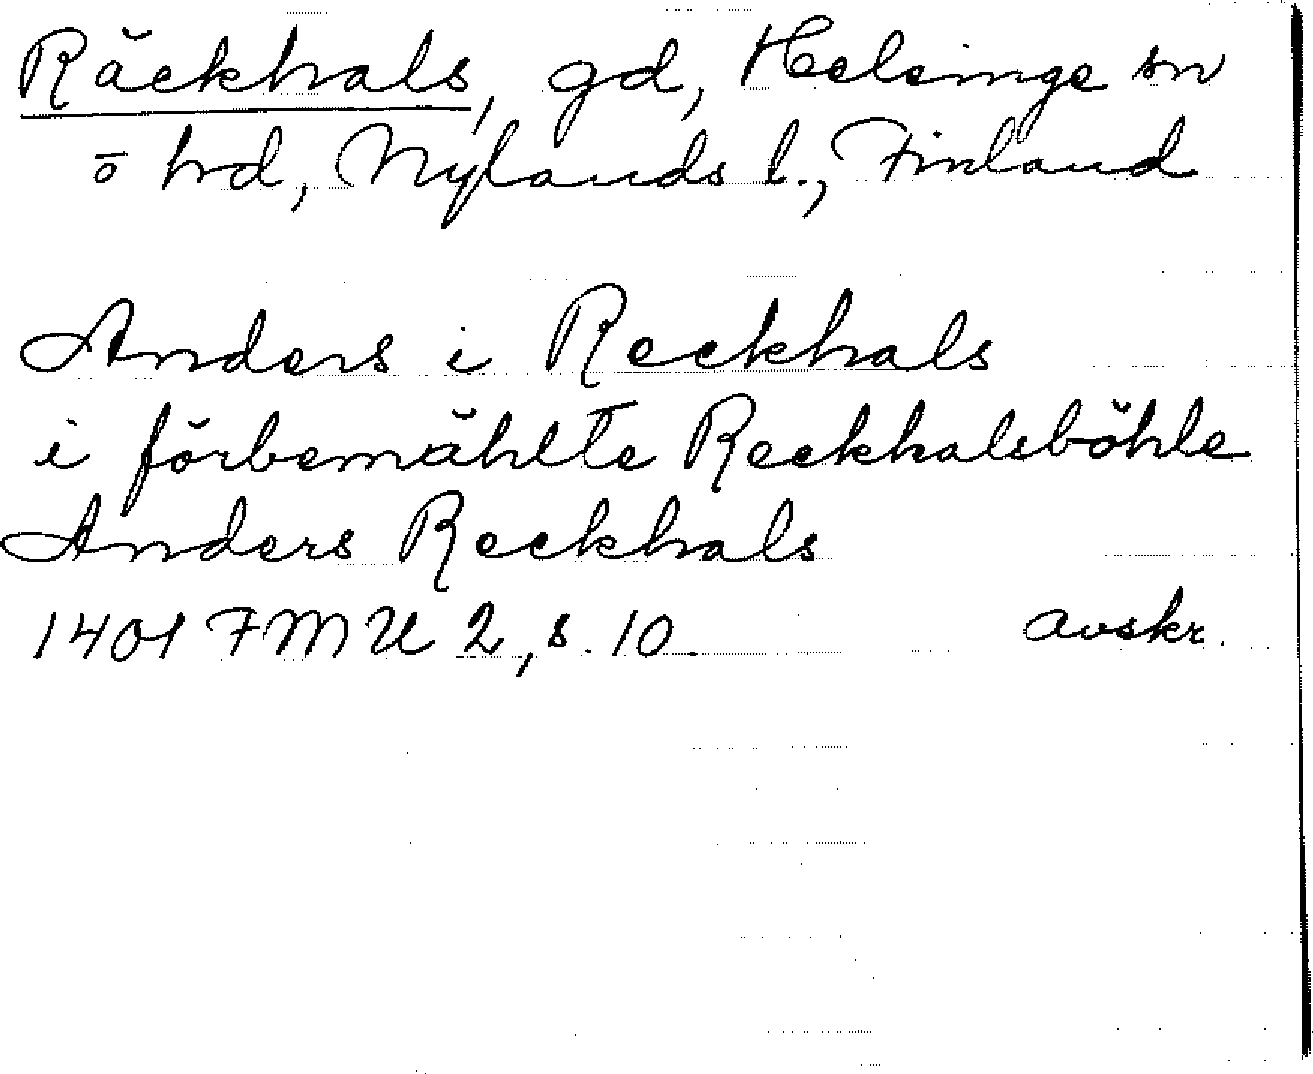 Räckhals, gd, Helsinge sn
o hd, Nylands l., Finland
Anders i Reckhals
i förbemählte Reckhalsböhle
Anders Reckhals
1401 FMU 2, s. 10. avskr.